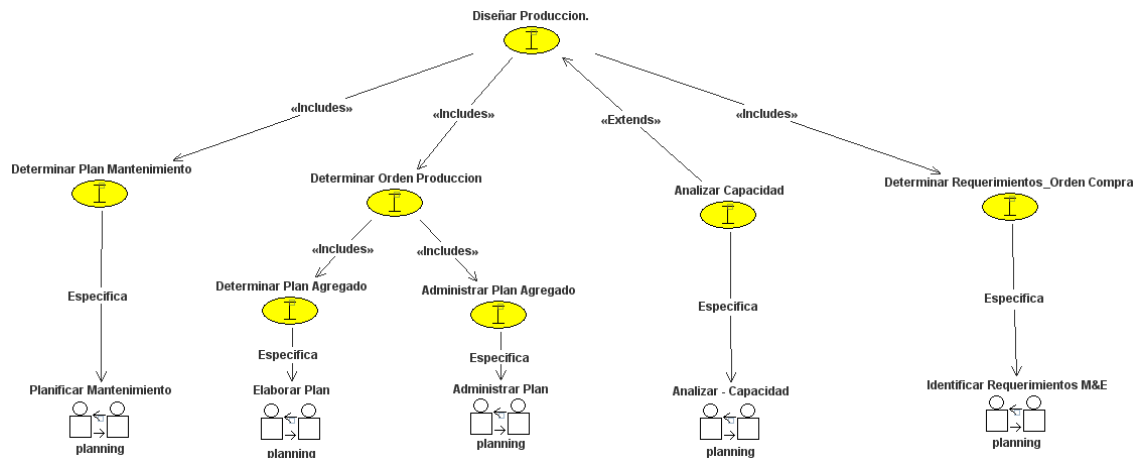 Diseñar Produccion.
«Includes»
«Includes»
«Extends»
«Includes»
Determinar Plan Mantenimiento
Determinar Orden Produccion
Analizar Capacidad
Determinar Requerimientos_Orden Compra
«Includes»
«Includes»
Determinar Plan Agregado
Administrar Plan Agregado
Especifica
Especifica
Especifica
Especifica
Especifica
Planificar Mantenimiento
Elaborar Plan
Administrar Plan
Analizar - Capacidad
Identificar Requerimientos M&E
planning
planning
planning
planning
planning